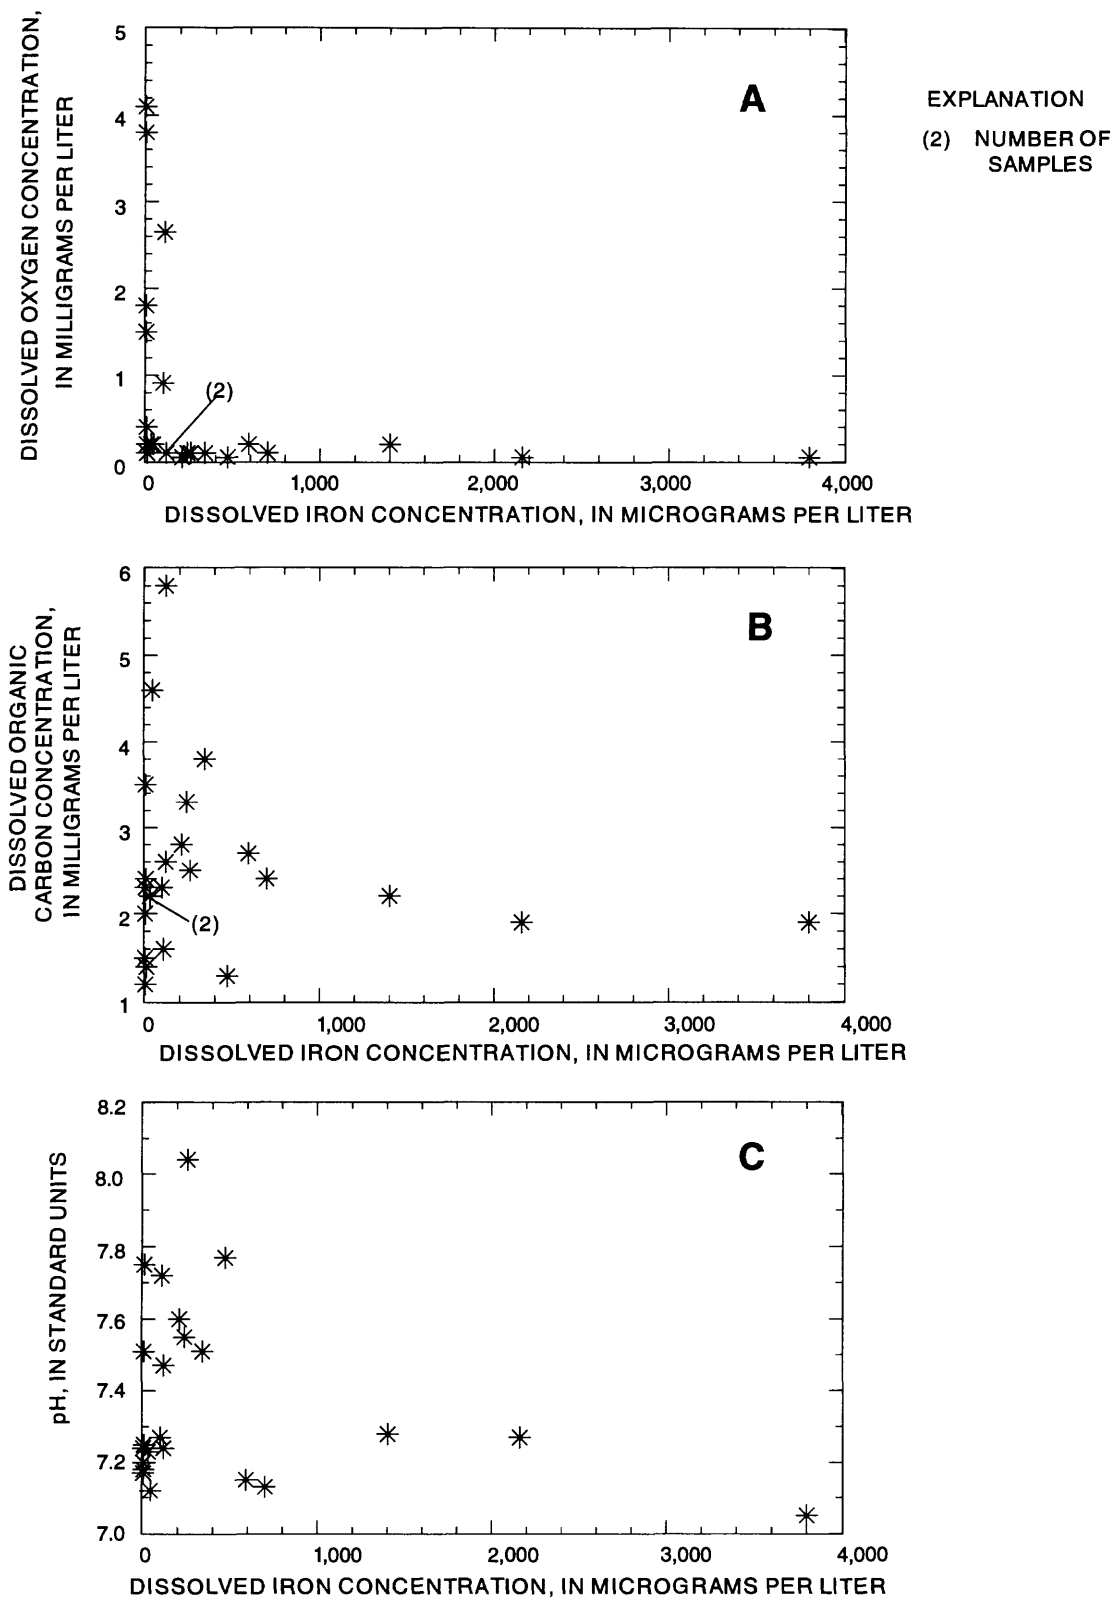 DISSOLVED OXYGEN CONCENTRATION,
IN MILLIGRAMS PER LITER
5
4
3
2
1
0
A
(2)
0 1,000 2,000 3,000 4,000
DISSOLVED IRON CONCENTRATION, IN MICROGRAMS PER LITER
EXPLANATION
(2) NUMBER OF
SAMPLES
DISSOLVED ORGANIC
CARBON CONCENTRATION,
IN MILLIGRAMS PER LITER
6
5
4
3
2
1
B
(2)
0 1,000 2,000 3,000 4,000
DISSOLVED IRON CONCENTRATION, IN MICROGRAMS PER LITER
pH, IN STANDARD UNITS
8.2
8.0
7.8
7.6
7.4
7.2
7.0
C
0 1,000 2,000 3,000 4,000
DISSOLVED IRON CONCENTRATION, IN MICROGRAMS PER LITER